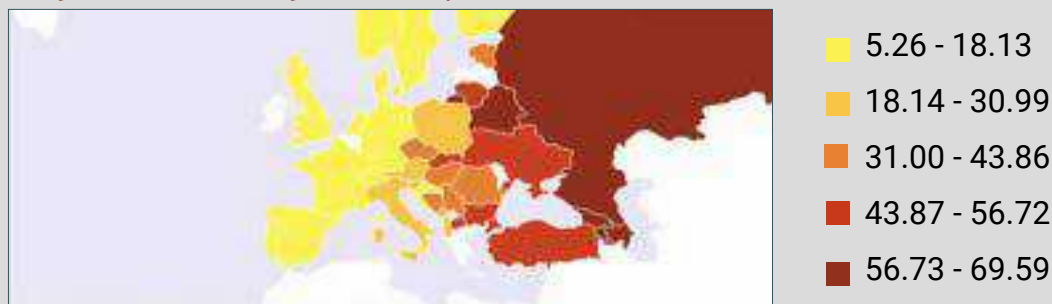 5.26 - 18.13
18.14 - 30.99
31.00 - 43.86
43.87 - 56.72
56.73 - 69.59